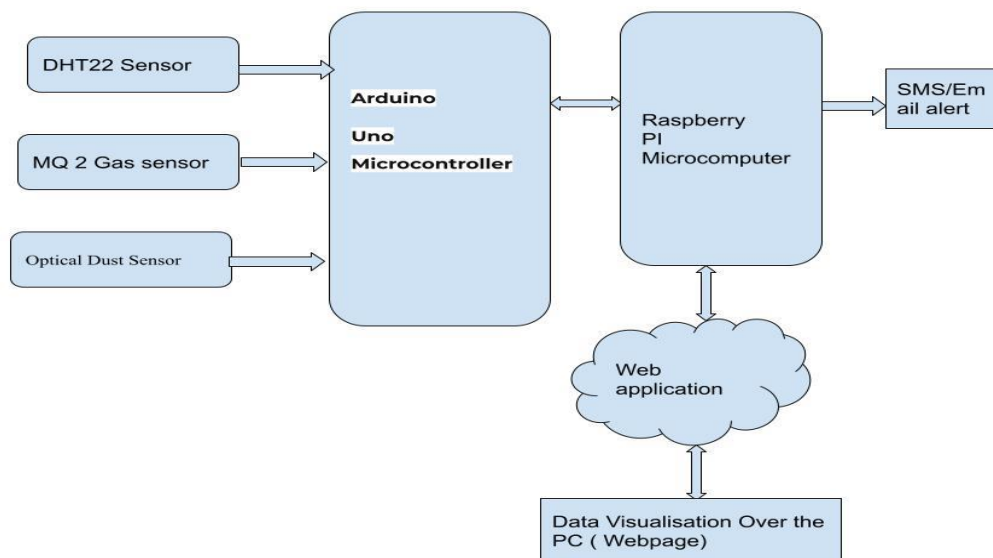 DHT22 Sensor
MQ 2 Gas sensor
Optical Dust Sensor
Arduino
Uno
Microcontroller
Raspberry
PI
Microcomputer
SMS/Em
ail alert
Web
application
Data Visualisation Over the
PC ( Webpage)